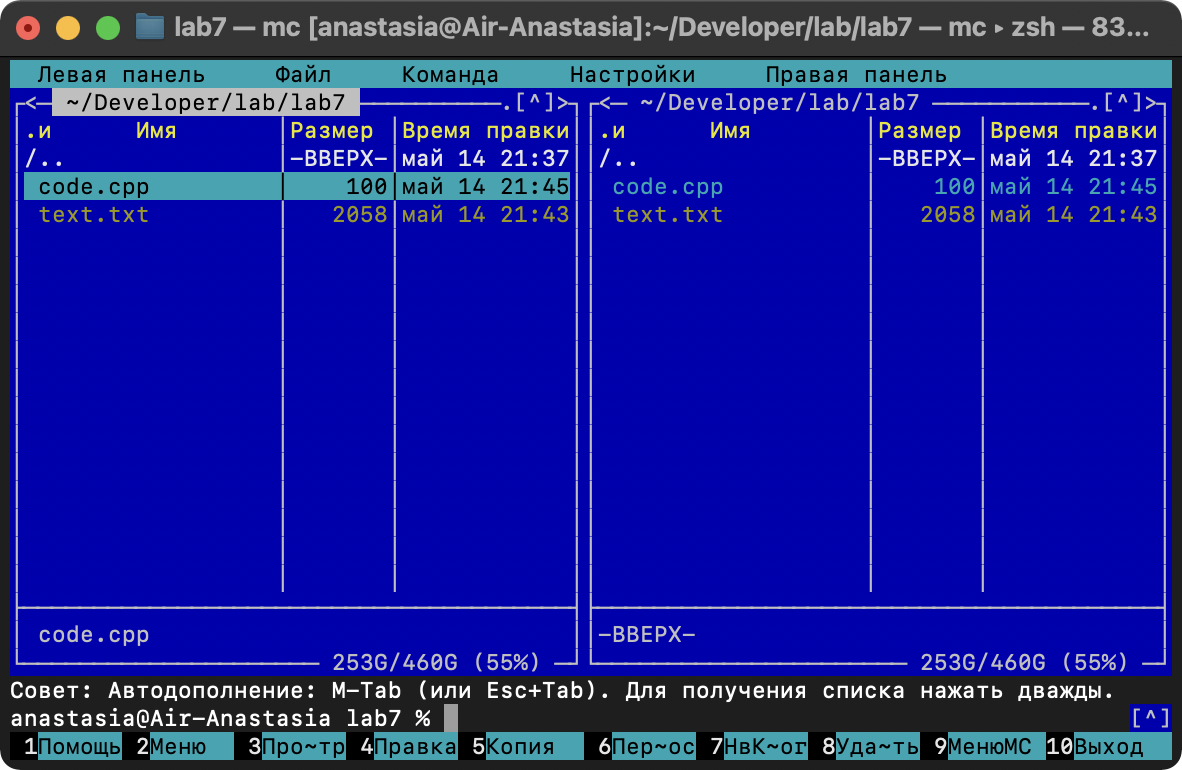 lab7 — mc [anastasia@Air-Anastasia]:~/Developer/lab/lab7 — mc ▸ zsh — 83...
Левая панель Файл Команда Настройки Правая панель
<— ~/Developer/lab/lab7 .[^]> <— ~/Developer/lab/lab7 .[^]>
.и Имя Размер Время правки .и Имя Размер Время правки
/.. —ВВЕРХ— май 14 21:37 /.. —ВВЕРХ— май 14 21:37
code.cpp 100 май 14 21:45 code.cpp 100 май 14 21:45
text.txt 2058 май 14 21:43 text.txt 2058 май 14 21:43
code.cpp —ВВЕРХ—
253G/460G (55%) 253G/460G (55%)
Совет: Автодополнение: M-Tab (или Esc+Tab). Для получения списка нажать дважды.
anastasia@Air-Anastasia lab7 % [^]
1Помощь 2Меню 3Про~тр 4Правка 5Копия 6Пер~ос 7НвК~ог 8Уда~ть 9МенюMC 10Выход